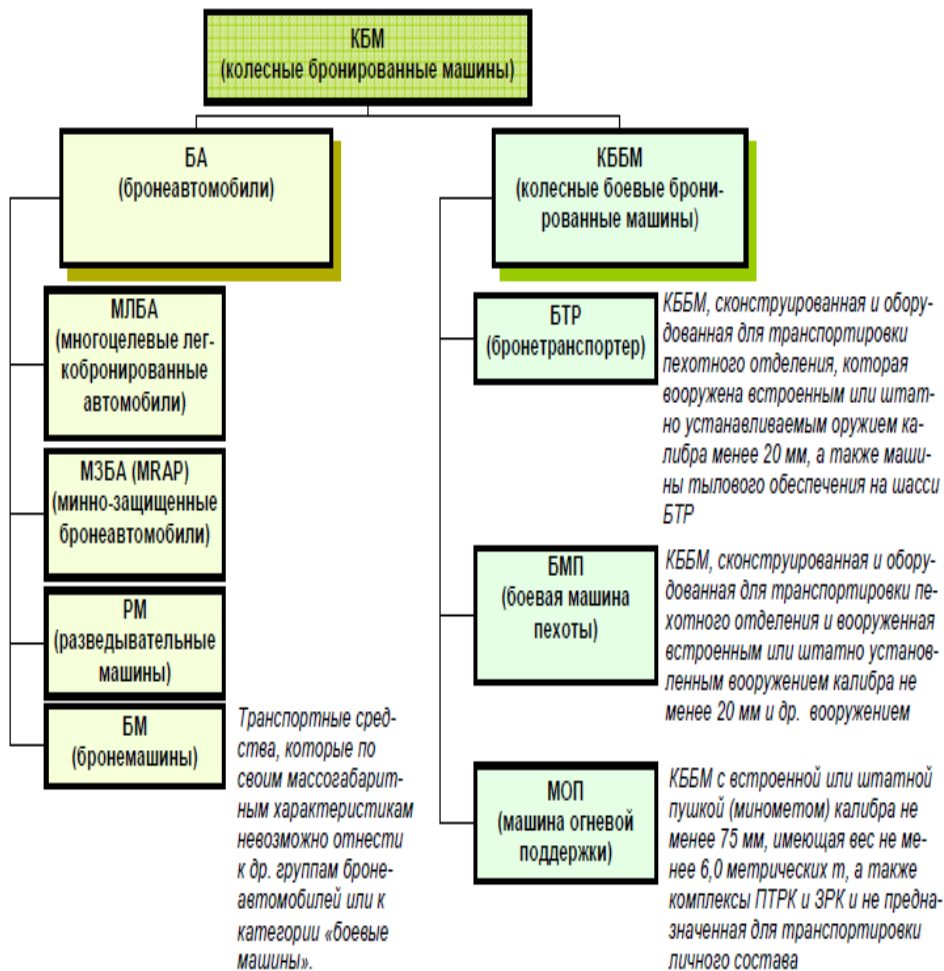 КБМ
(колесные бронированные машины)
БА
(бронеавтомобили)
КББМ
(колесные боевые брони-
рованные машины)
МЛБА
(многоцелевые лег-
кобронированные
автомобили)
МЗБА (MRAP)
(минно-защищенные
бронеавтомобили)
РМ
(разведывательные
машины)
БМ
(бронемашины)
Транспортные сред-
ства, которые по
своим массогабарит-
ным характеристикам
невозможно отнести
к др. группам броне-
автомобилей или к
категории «боевые
машины».
БТР
(бронетранспортер)
КББМ, сконструированная и обору-
дованная для транспортировки
пехотного отделения, которая
вооружена встроенным или штат-
но устанавливаемым оружием ка-
либра менее 20 мм, а также маши-
ны тылового обеспечения на шасси
БТР
БМП
(боевая машина
пехоты)
КББМ, сконструированная и обору-
дованная для транспортировки пе-
хотного отделения и вооруженная
встроенным или штатно установ-
ленным вооружением калибра не
менее 20 мм и др. вооружением
МОП
(машина огневой
поддержки)
КББМ с встроенной или штатной
пушкой (минометом) калибра не
менее 75 мм, имеющая вес не ме-
нее 6,0 метрических т, а также
комплексы ПТРК и ЗРК и не предна-
значенная для транспортировки
личного состава